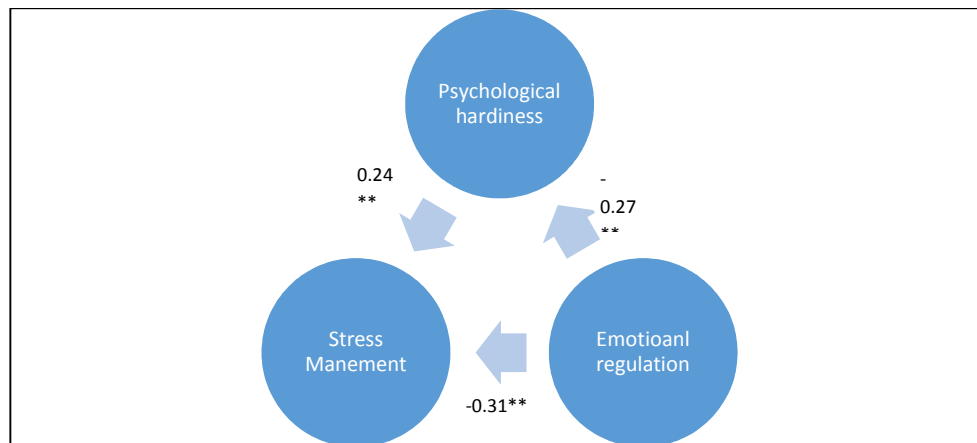 Psychological
hardiness
0.24
**
-
0.27
**
Stress
Manement
Emotioanl
regulation
-0.31**